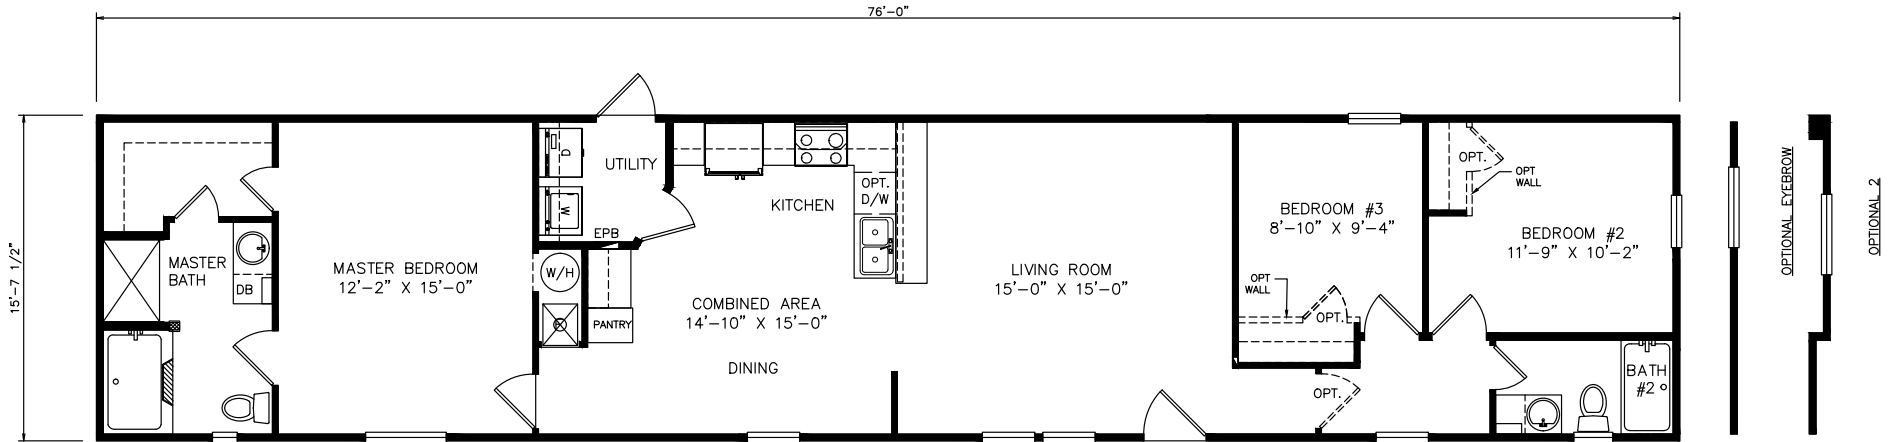 76'-0"
15'-7 1/2"
MASTER
BATH
DB
MASTER BEDROOM
12'-2" X 15'-0"
D
W
UTILITY
EPB
W/H
PANTRY
KITCHEN
OPT.
D/W
COMBINED AREA
14'-10" X 15'-0"
DINING
LIVING ROOM
15'-0" X 15'-0"
BEDROOM #3
8'-10" X 9'-4"
OPT
WALL
OPT.
OPT.
OPT.
OPT
WALL
BEDROOM #2
11'-9" X 10'-2"
BATH
#2
OPTIONAL EYEBROW
OPTIONAL 2